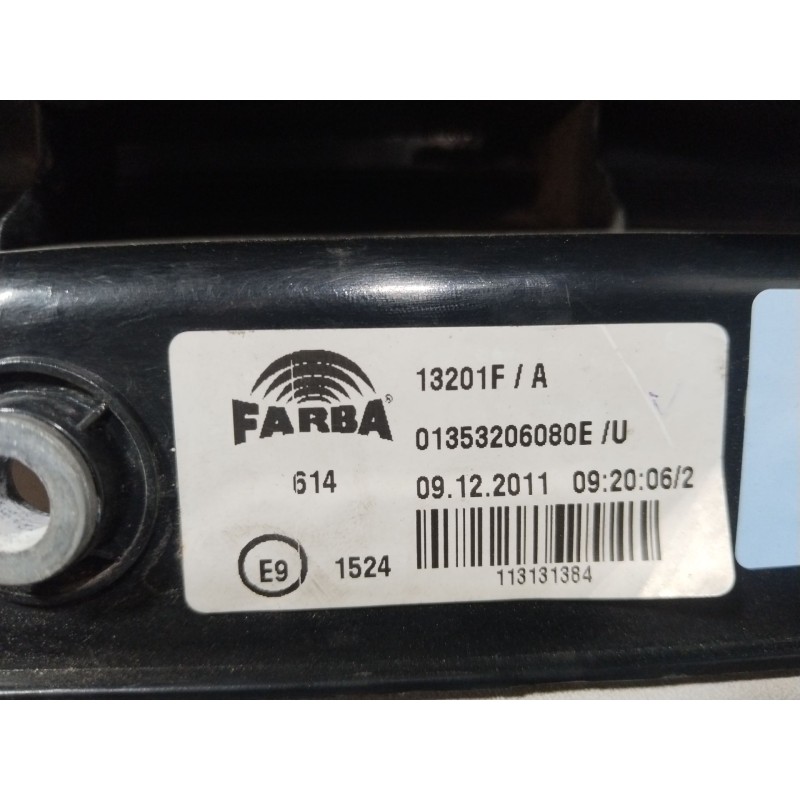 FARBA®
13201F / A
01353206080E /U
614
09.12.2011 09:20:06/2
E9 1524
113131384